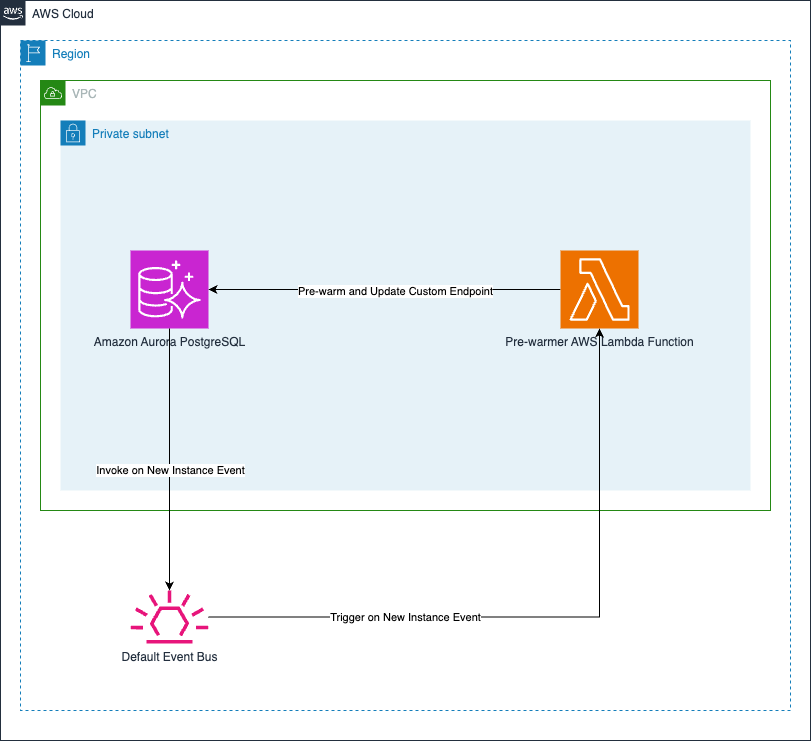 aws
AWS Cloud
Region
VPC
Private subnet
Pre-warm and Update Custom Endpoint
Amazon Aurora PostgreSQL
Pre-warmer AWS Lambda Function
Invoke on New Instance Event
Trigger on New Instance Event
Default Event Bus